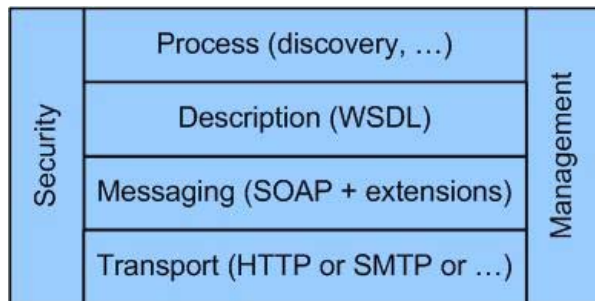 Security
Process (discovery, …)
Description (WSDL)
Messaging (SOAP + extensions)
Transport (HTTP or SMTP or …)
Management